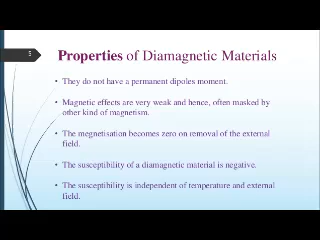 5
Properties of Diamagnetic Materials
• They do not have a permanent dipoles moment.
• Magnetic effects are very weak and hence, often masked by
other kind of magnetism.
• The magnetisation becomes zero on removal of the external
field.
• The susceptibility of a diamagnetic material is negative.
• The susceptibility is independent of temperature and external
field.